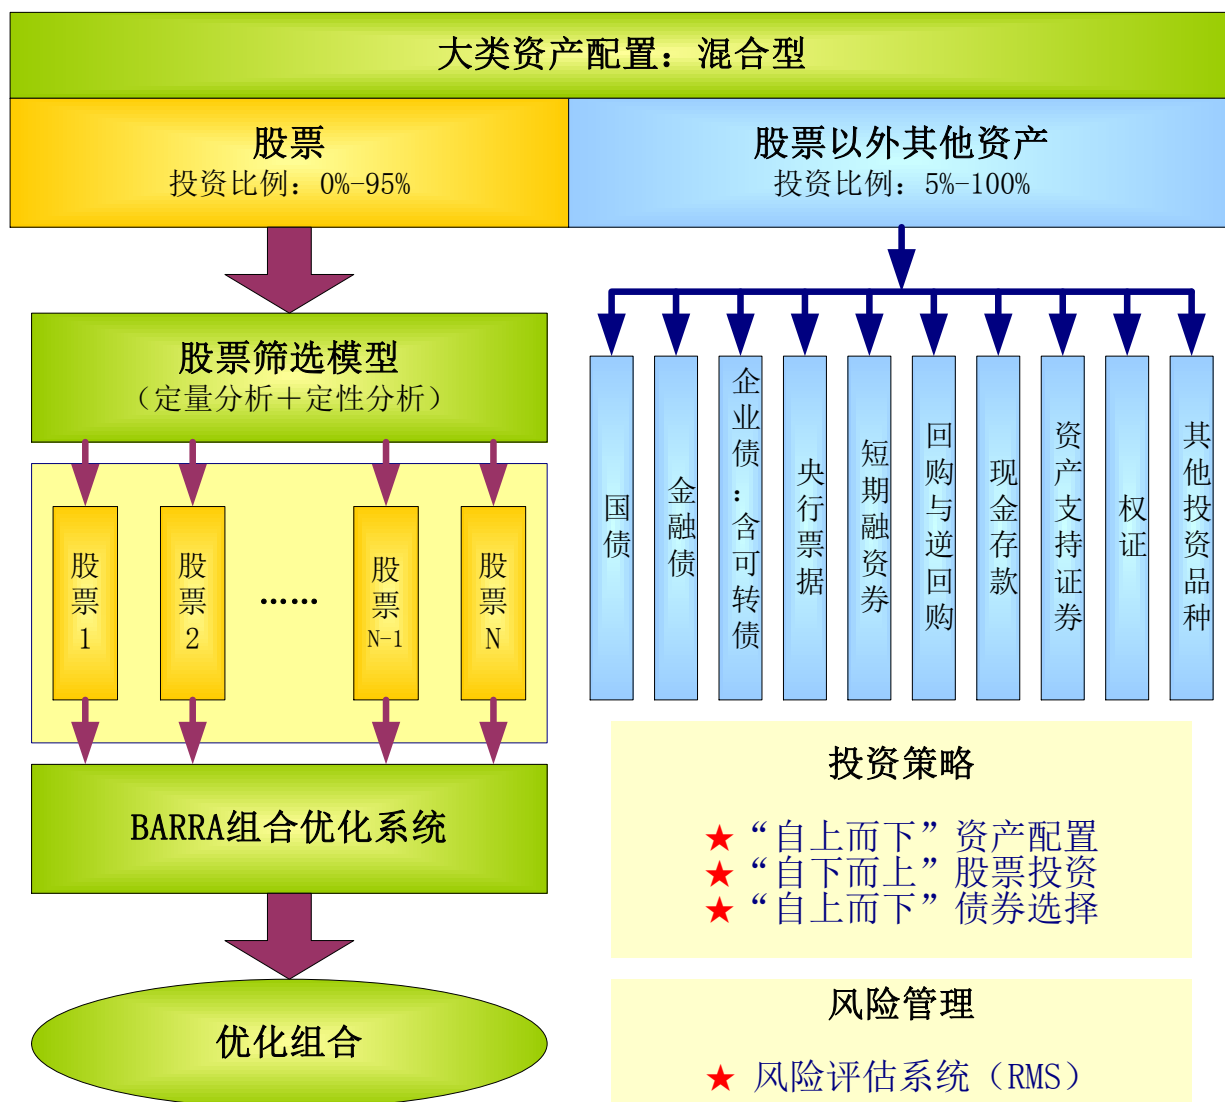 大类资产配置：混合型
股票
投资比例：0%-95%
股票以外其他资产
投资比例：5%-100%
股票筛选模型
（定量分析＋定性分析）
股票1
股票2
……
股票N-1
股票N
BARRA组合优化系统
优化组合
国债
金融债
企业债：含可转债
央行票据
短期融资券
回购与逆回购
现金存款
资产支持证券
权证
其他投资品种
投资策略
★“自上而下”资产配置
★“自下而上”股票投资
★“自上而下”债券选择
风险管理
★ 风险评估系统（RMS）